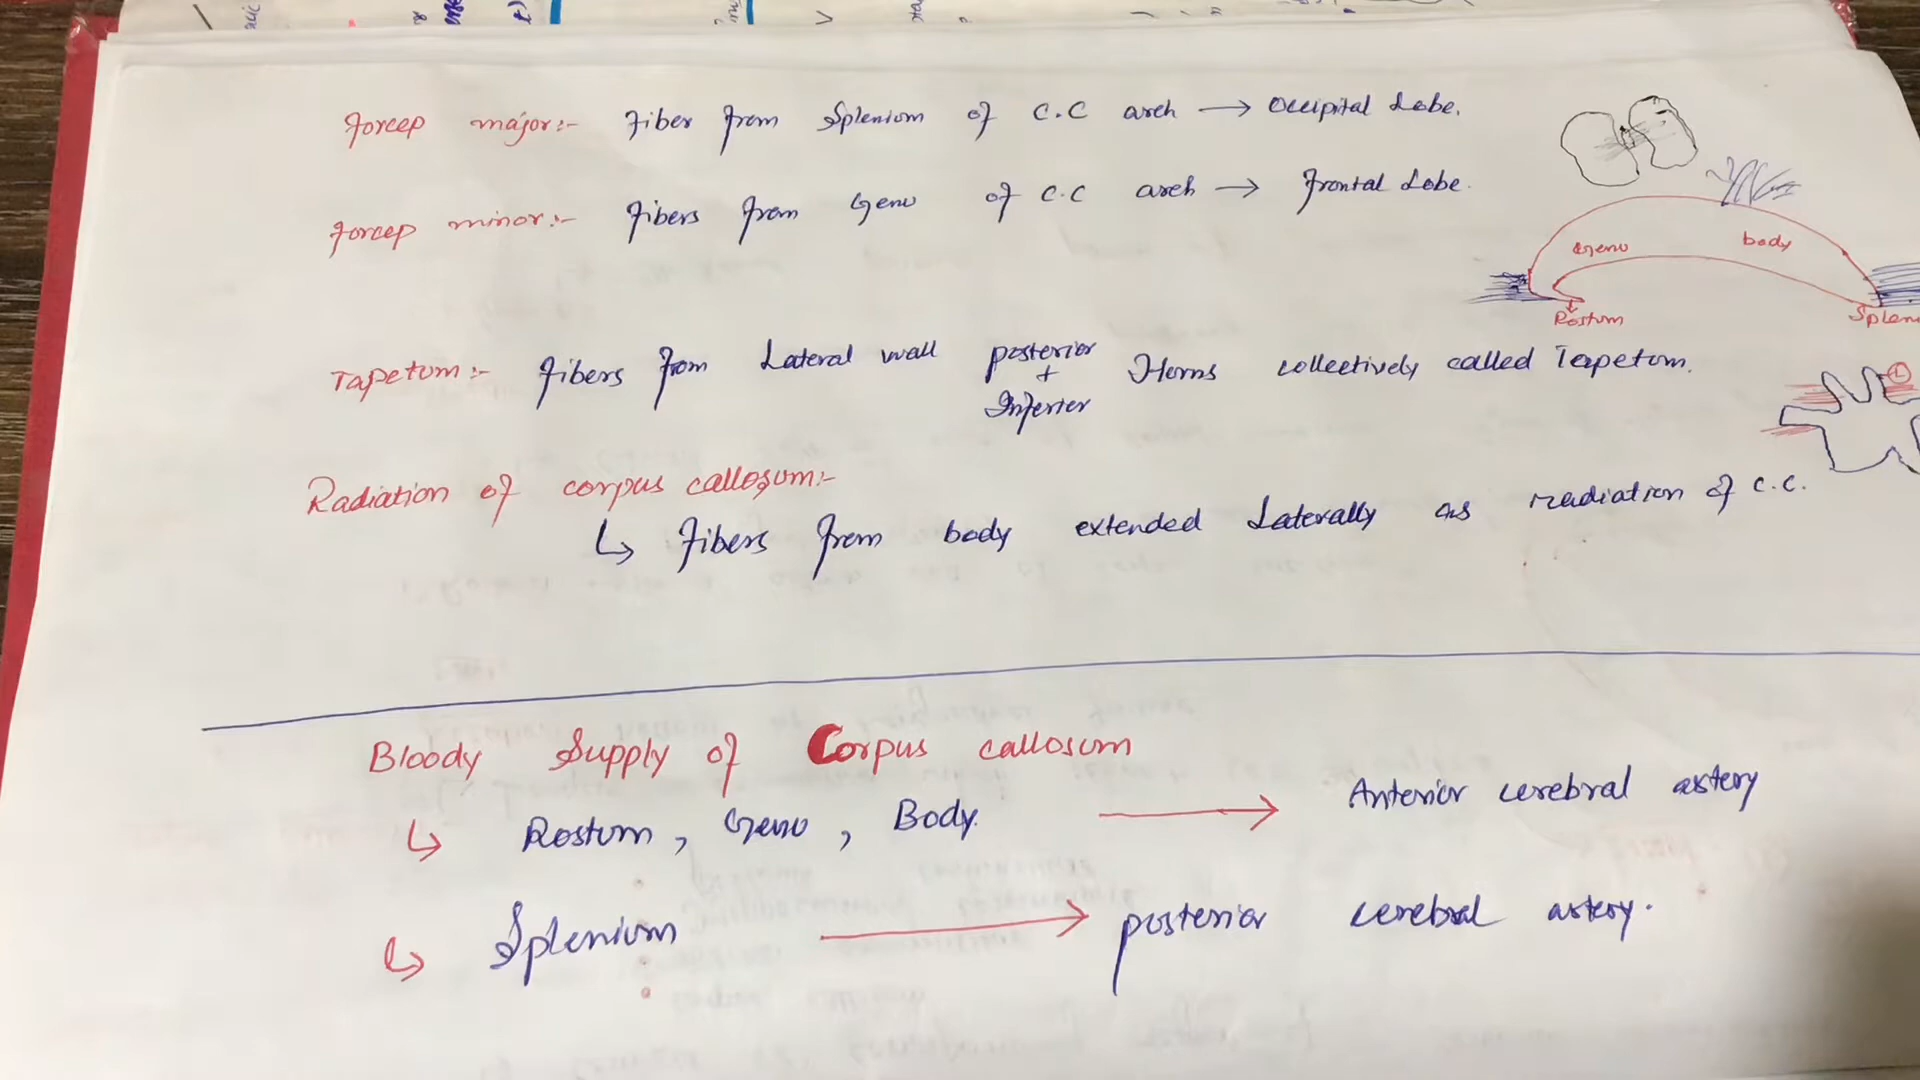 forcep major:- Fiber from Splenium of C.C arch → Occipital Lobe.
forcep minor:- Fibers from Genu of C.C arch → Frontal Lobe.
Genu body
Rostum
Splen
Tapetum:- Fibers from Lateral wall posterior + Inferior Horns collectively called Tapetum.
L
Radiation of corpus callosum:-
↳ Fibers from body extended Laterally as radiation of C.C.
Bloody Supply of Corpus callosum
↳ Rostum, Genu, Body. → Anterior cerebral artery
↳ Splenium → posterior cerebral artery.